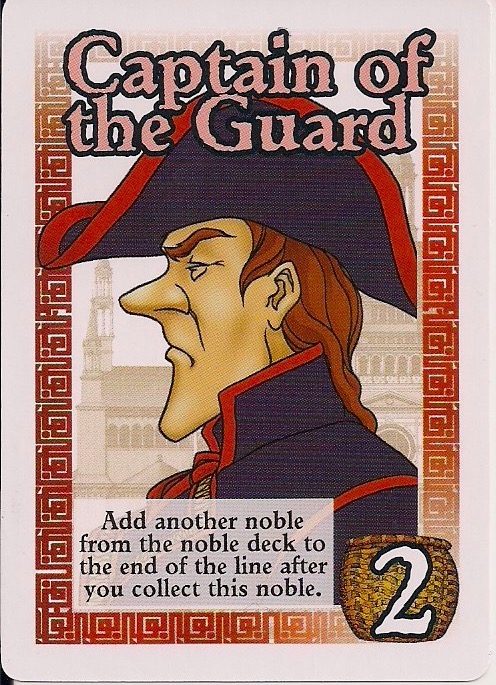 Captain of
the Guard
Add another noble
from the noble deck to
the end of the line after
you collect this noble.
2